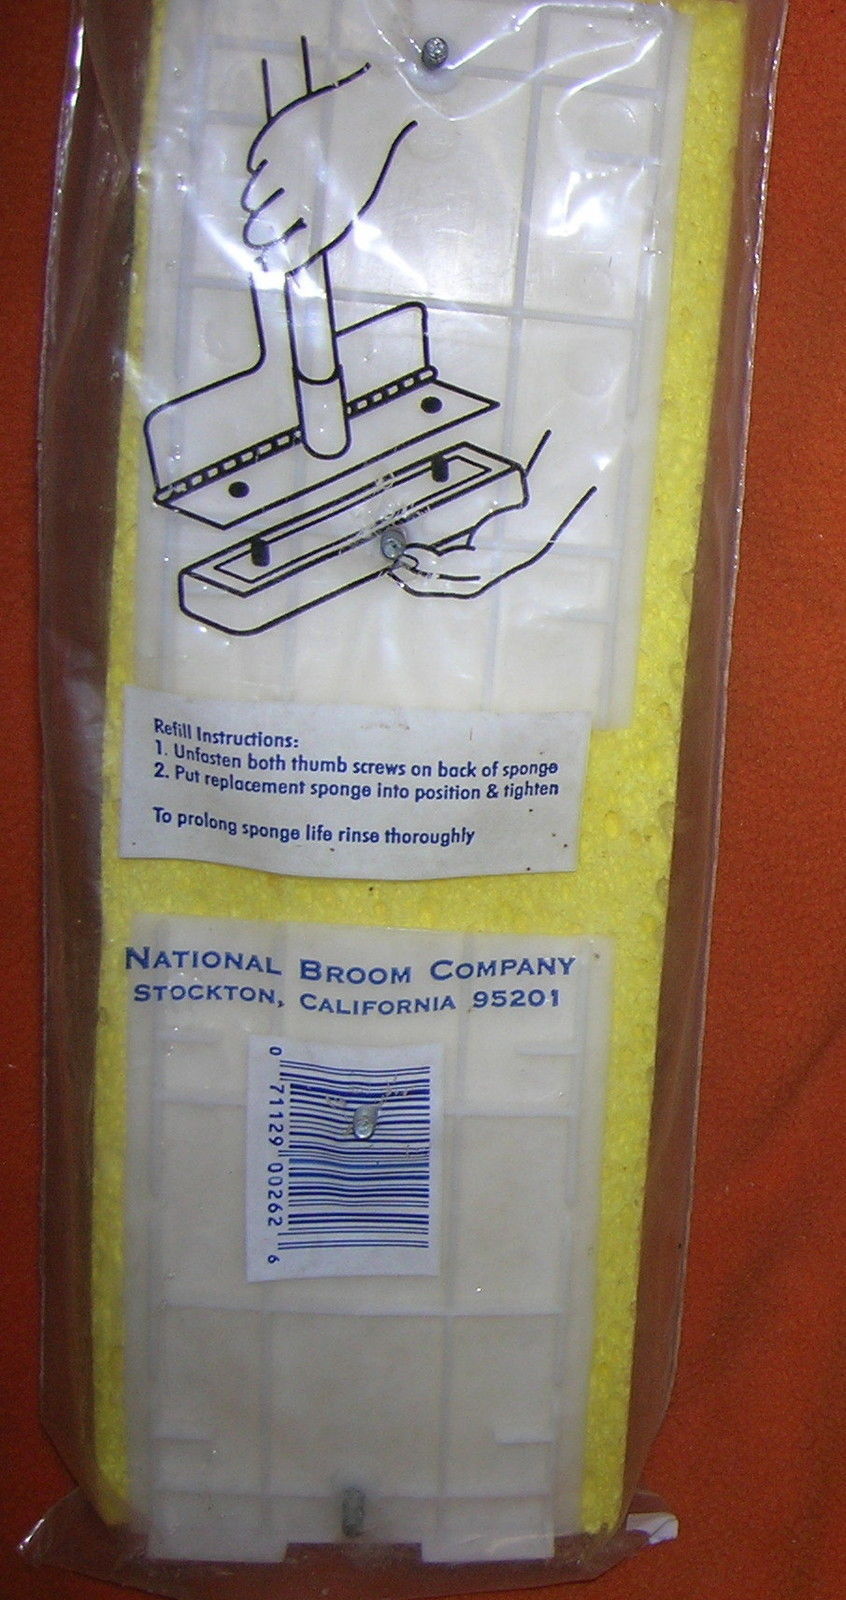 Refill Instructions:
1. Unfasten both thumb screws on back of sponge
2. Put replacement sponge into position & tighten
To prolong sponge life rinse thoroughly
NATIONAL BROOM COMPANY
STOCKTON, CALIFORNIA 95201
0 71129 00262 6